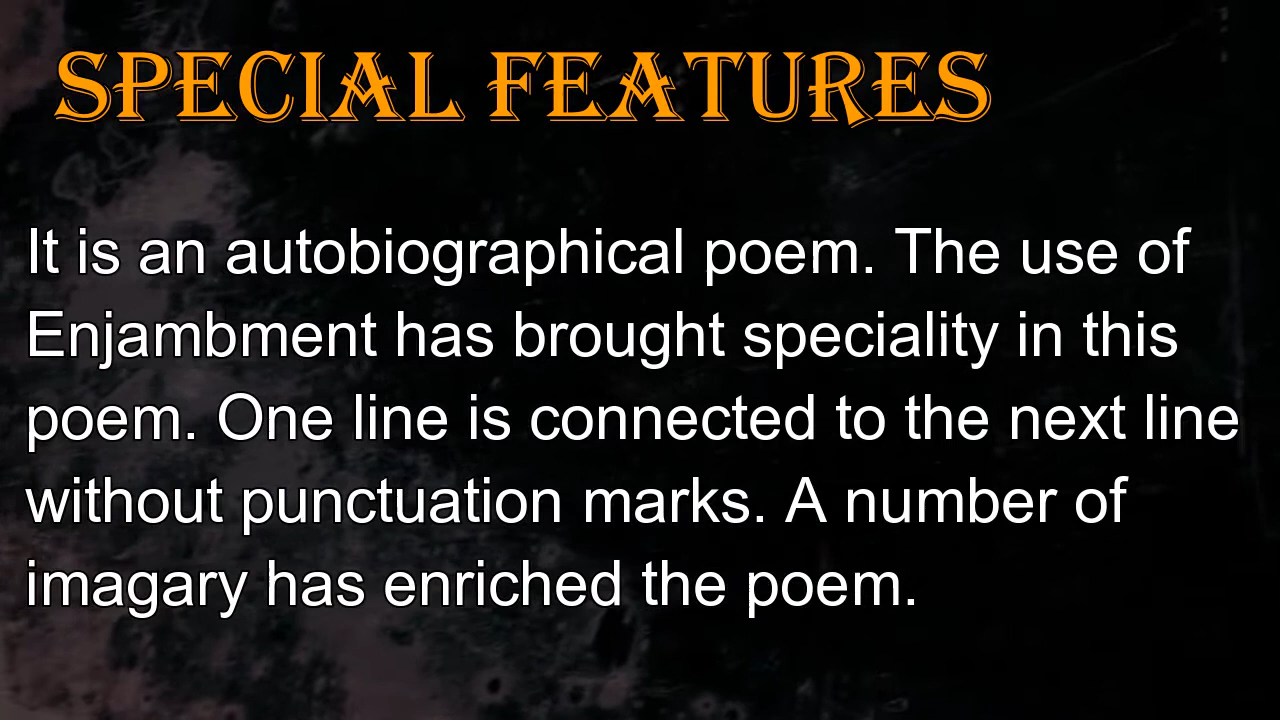 SPECIAL FEATURES
It is an autobiographical poem. The use of
Enjambment has brought speciality in this
poem. One line is connected to the next line
without punctuation marks. A number of
imagary has enriched the poem.